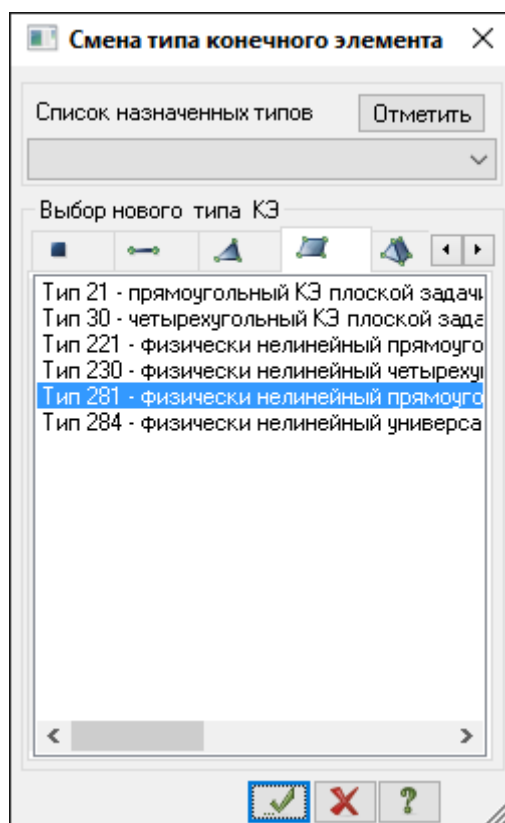 Смена типа конечного элемента
Список назначенных типов
Отметить
Выбор нового типа КЭ
Тип 21 - прямоугольный КЭ плоской задачи
Тип 30 - четырехугольный КЭ плоской зада
Тип 221 - физически нелинейный прямоуго
Тип 230 - физически нелинейный четырехуг
Тип 281 - физически нелинейный прямоуго
Тип 284 - физически нелинейный универса